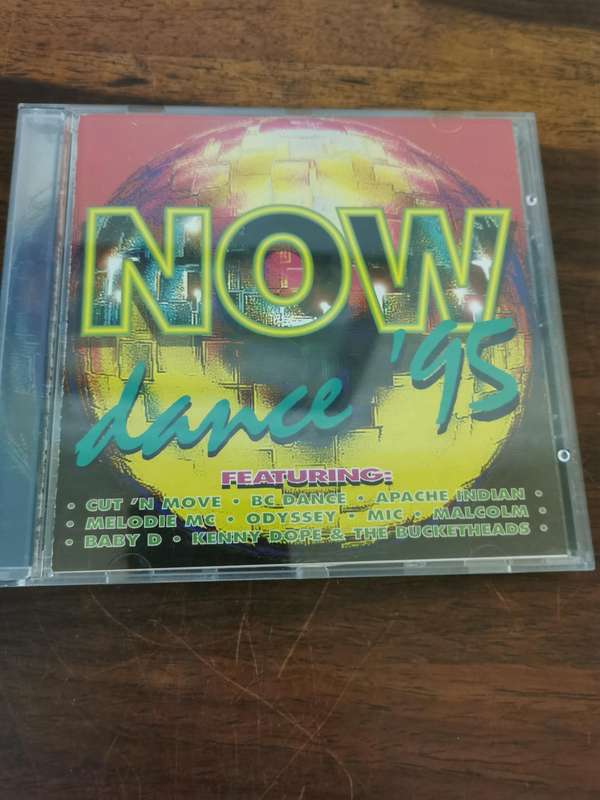 NOW
dance '95
FEATURING:
• CUT 'N MOVE • BC DANCE • APACHE INDIAN •
• MELODIE MC • ODYSSEY • MIC • MALCOLM •
• BABY D • KENNY DOPE & THE BUCKETHEADS •